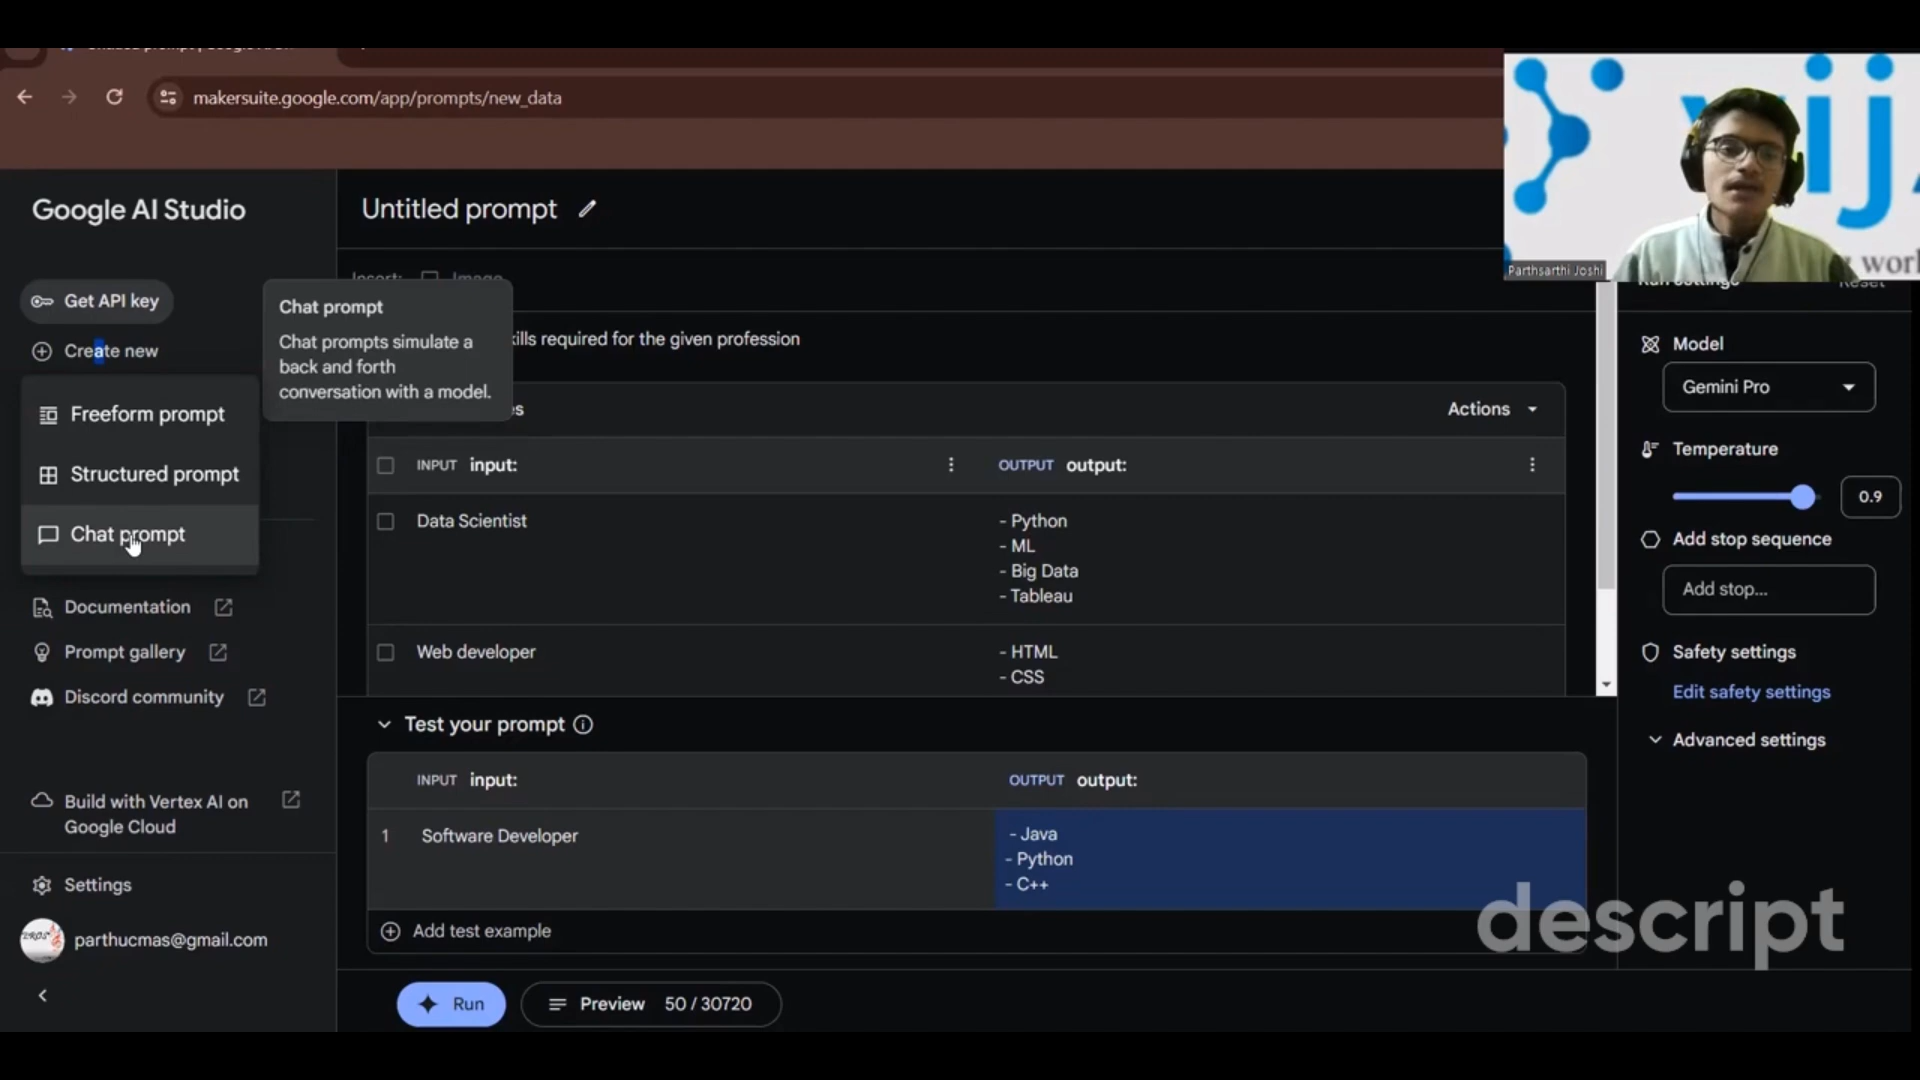 makersuite.google.com/app/prompts/new_data
Google AI Studio
Untitled prompt
Get API key
Create new
Freeform prompt
Structured prompt
Chat prompt
Chat prompt
Chat prompts simulate a
back and forth
conversation with a model.
Documentation
Prompt gallery
Discord community
Build with Vertex AI on
Google Cloud
Settings
parthucmas@gmail.com
required for the given profession
Actions
INPUT input:
OUTPUT output:
Data Scientist
- Python
- ML
- Big Data
- Tableau
Web developer
- HTML
- CSS
Test your prompt
INPUT input:
OUTPUT output:
1 Software Developer
- Java
- Python
- C++
Add test example
Run
Preview 50 / 30720
Parthsarthi Joshi
Model
Gemini Pro
Temperature
0.9
Add stop sequence
Add stop...
Safety settings
Edit safety settings
Advanced settings
descript